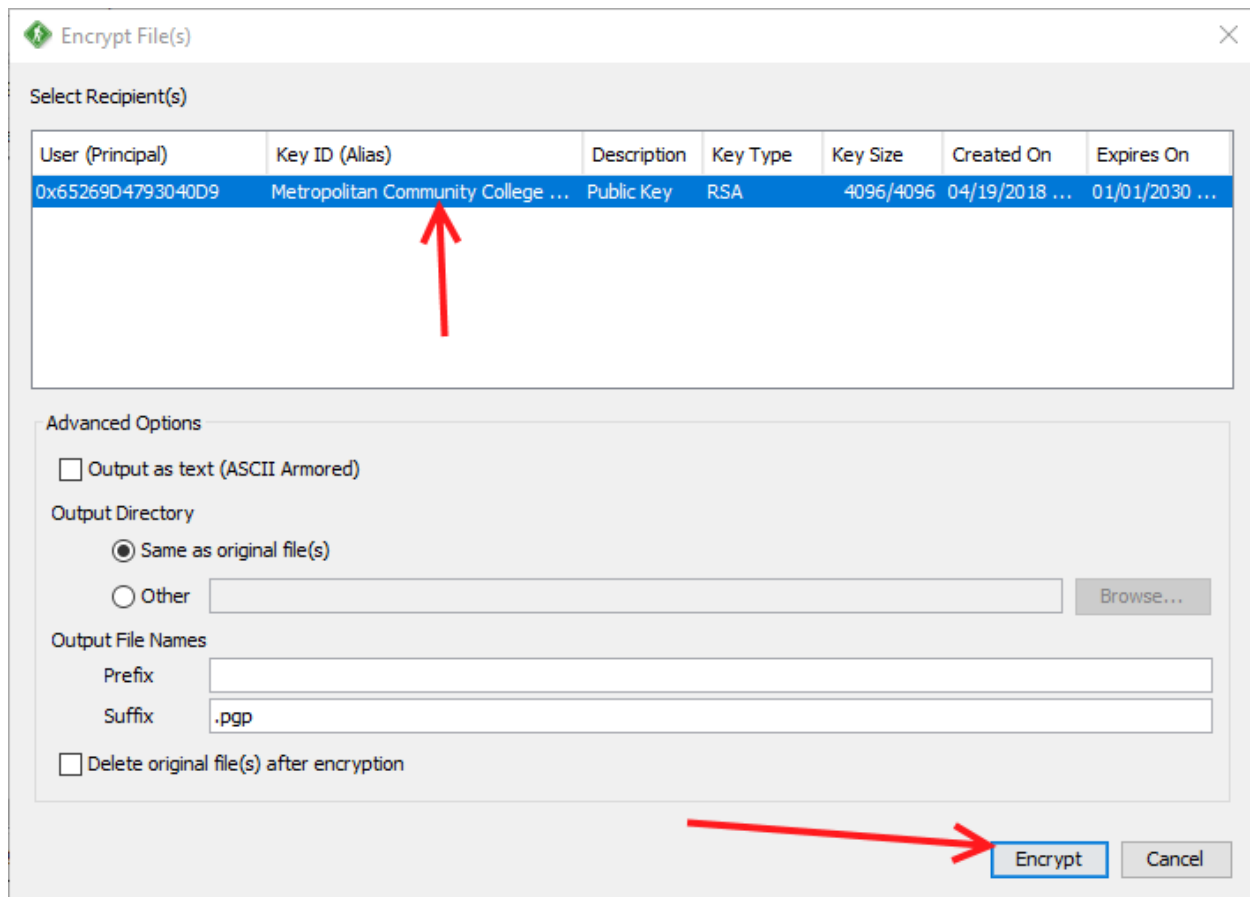 Encrypt File(s)
Select Recipient(s)
User (Principal) Key ID (Alias) Description Key Type Key Size Created On Expires On
0x65269D4793040D9 Metropolitan Community College ... Public Key RSA 4096/4096 04/19/2018 ... 01/01/2030 ...
Advanced Options
Output as text (ASCII Armored)
Output Directory
Same as original file(s)
Other Browse...
Output File Names
Prefix
Suffix .pgp
Delete original file(s) after encryption
Encrypt Cancel